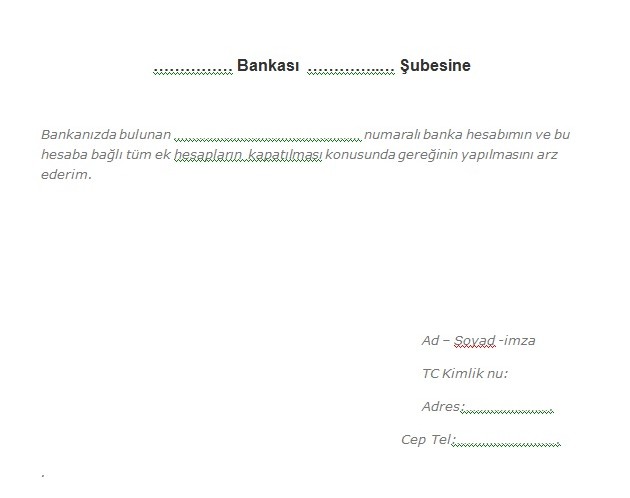 …………… Bankası …………..… Şubesine
Bankanızda bulunan ……………………………… numaralı banka hesabımın ve bu
hesaba bağlı tüm ek hesapların kapatılması konusunda gereğinin yapılmasını arz
ederim.
Ad – Soyad -imza
TC Kimlik nu:
Adres:…………………
Cep Tel:…………………
.